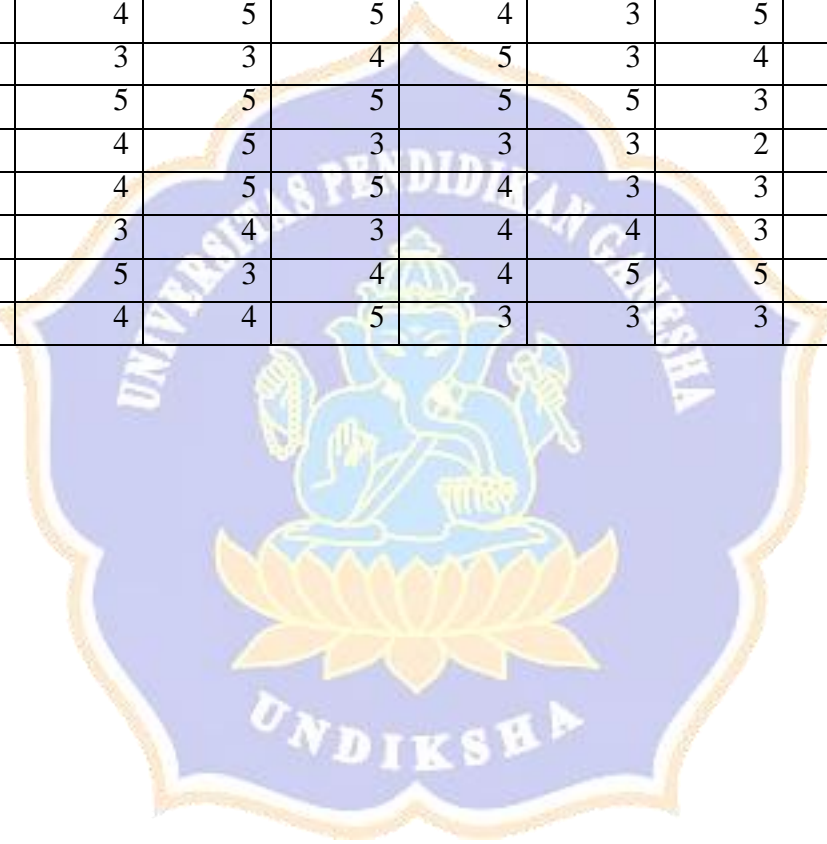 4 5 5 4 3 5
3 3 4 5 3 4
5 5 5 5 5 3
4 5 3 3 3 2
4 5 5 4 3 3
3 4 3 4 4 3
5 3 4 4 5 5
4 4 5 3 3 3
UNIVERSITAS PENDIDIKAN GANESHA
UNDIKSHA